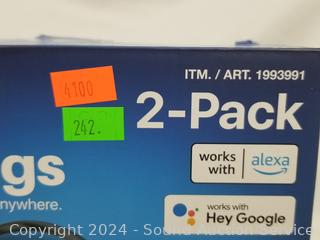 ITM. / ART. 1993991
4100
2-Pack
242.
works with alexa
gs
nywhere.
works with
Hey Google
Copyright 2024 - Sound Auction Service